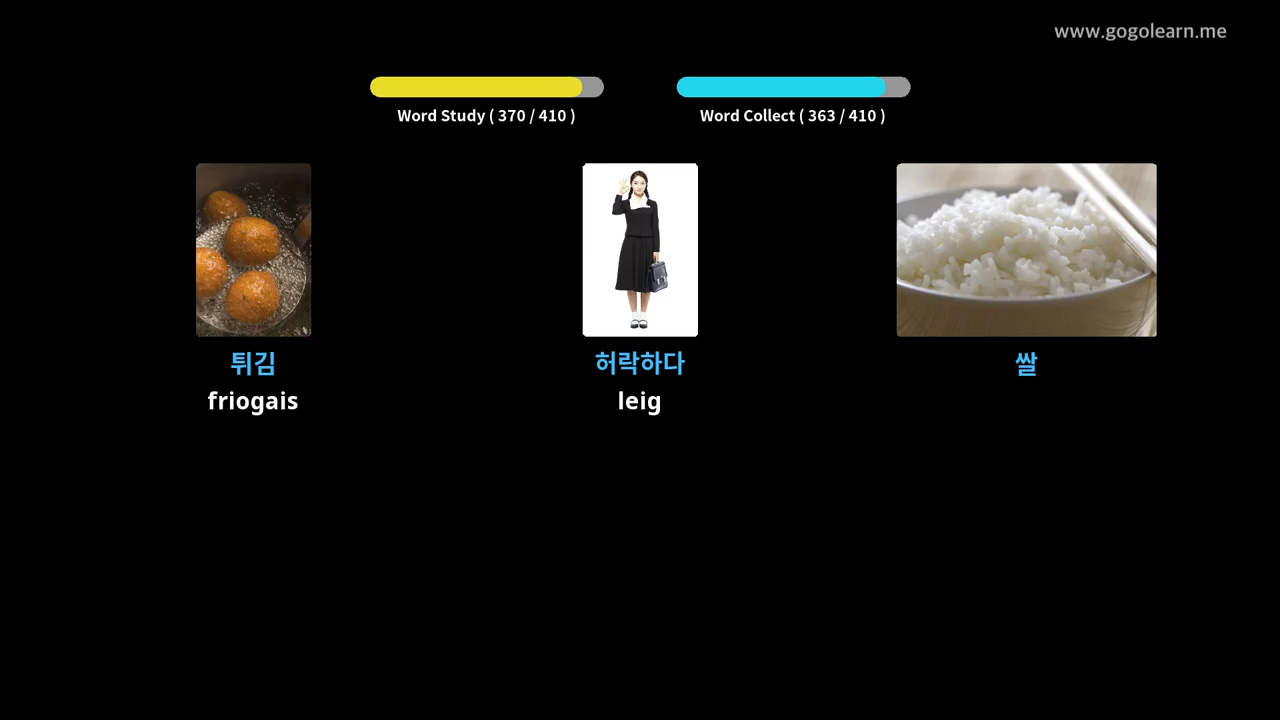 www.gogolearn.me
Word Study ( 370 / 410 )
Word Collect ( 363 / 410 )
튀김
friogais
허락하다
leig
쌀